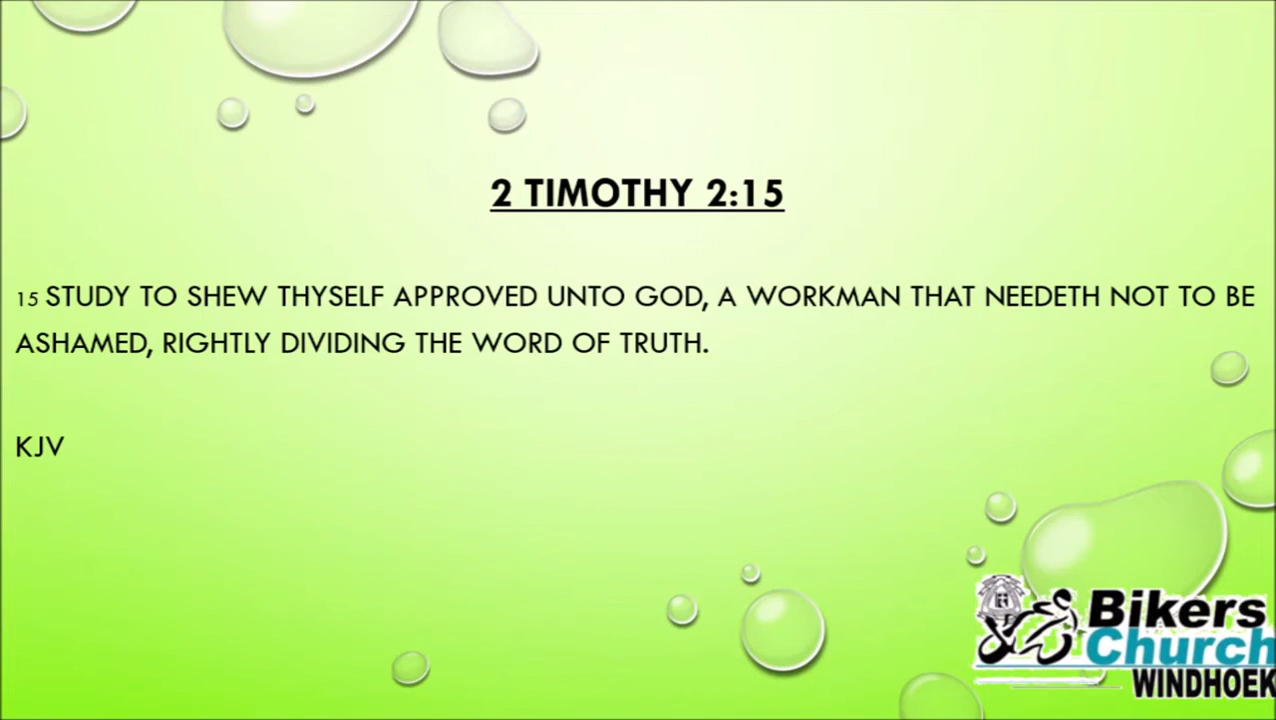 2 TIMOTHY 2:15
15 STUDY TO SHEW THYSELF APPROVED UNTO GOD, A WORKMAN THAT NEEDETH NOT TO BE
ASHAMED, RIGHTLY DIVIDING THE WORD OF TRUTH.
KJV
Bikers
Church
WINDHOEK